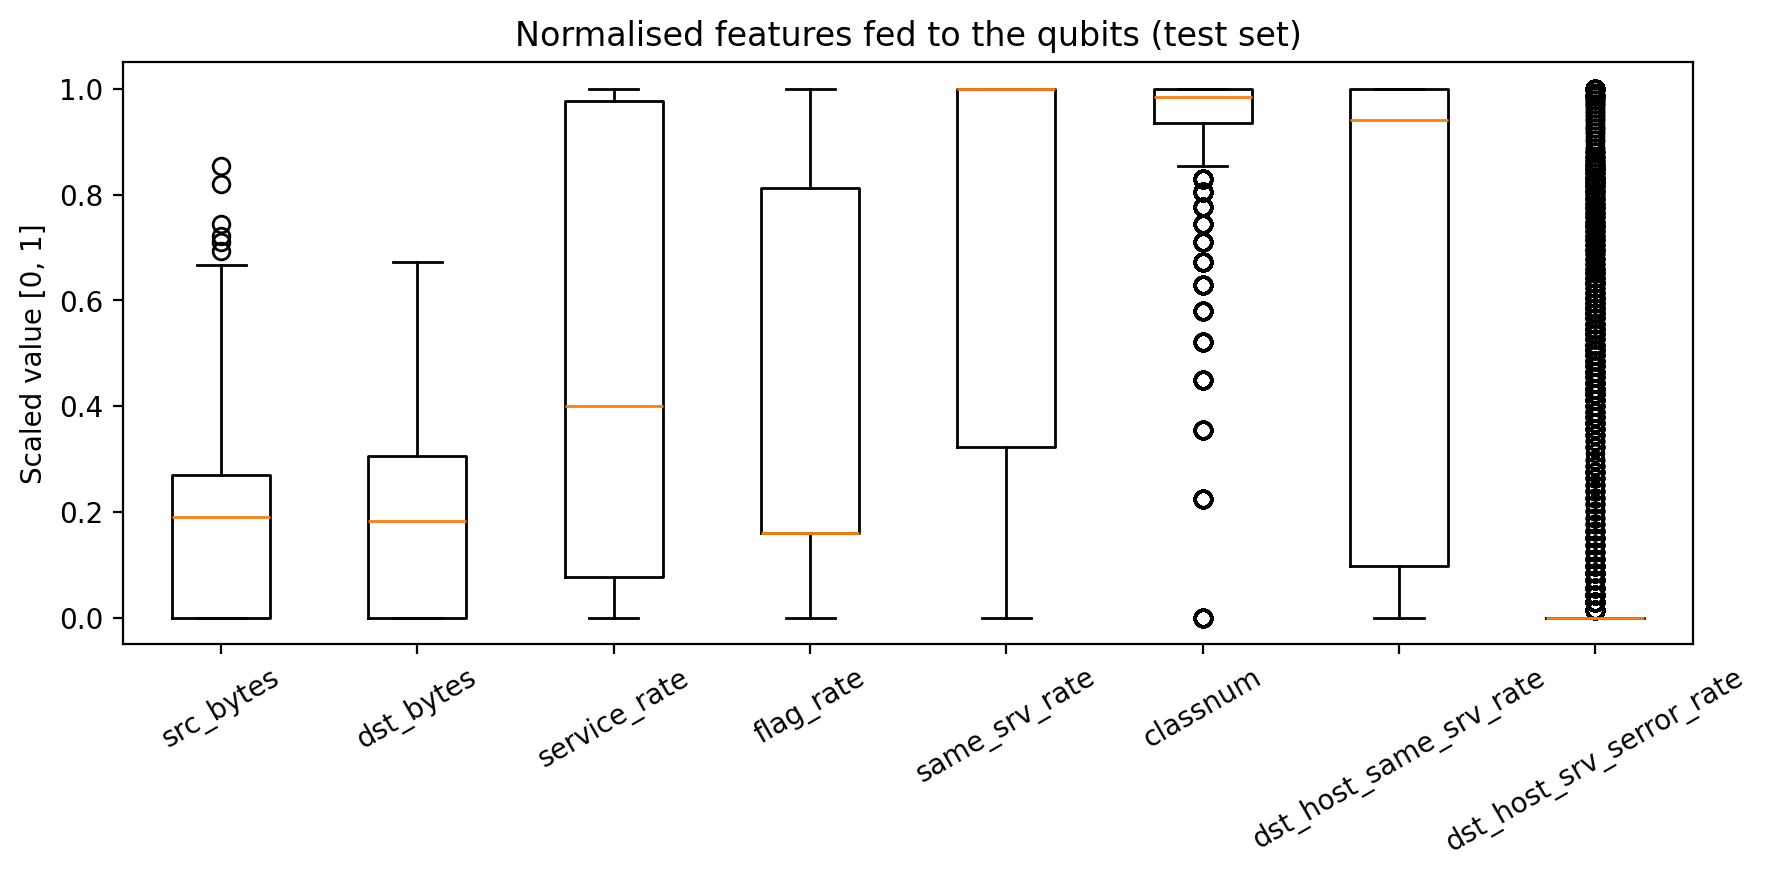 Normalised features fed to the qubits (test set)
Scaled value [0, 1]
1.0
0.8
0.6
0.4
0.2
0.0
src_bytes
dst_bytes
service_rate
flag_rate
same_srv_rate
classnum
dst_host_same_srv_rate
dst_host_srv_serror_rate